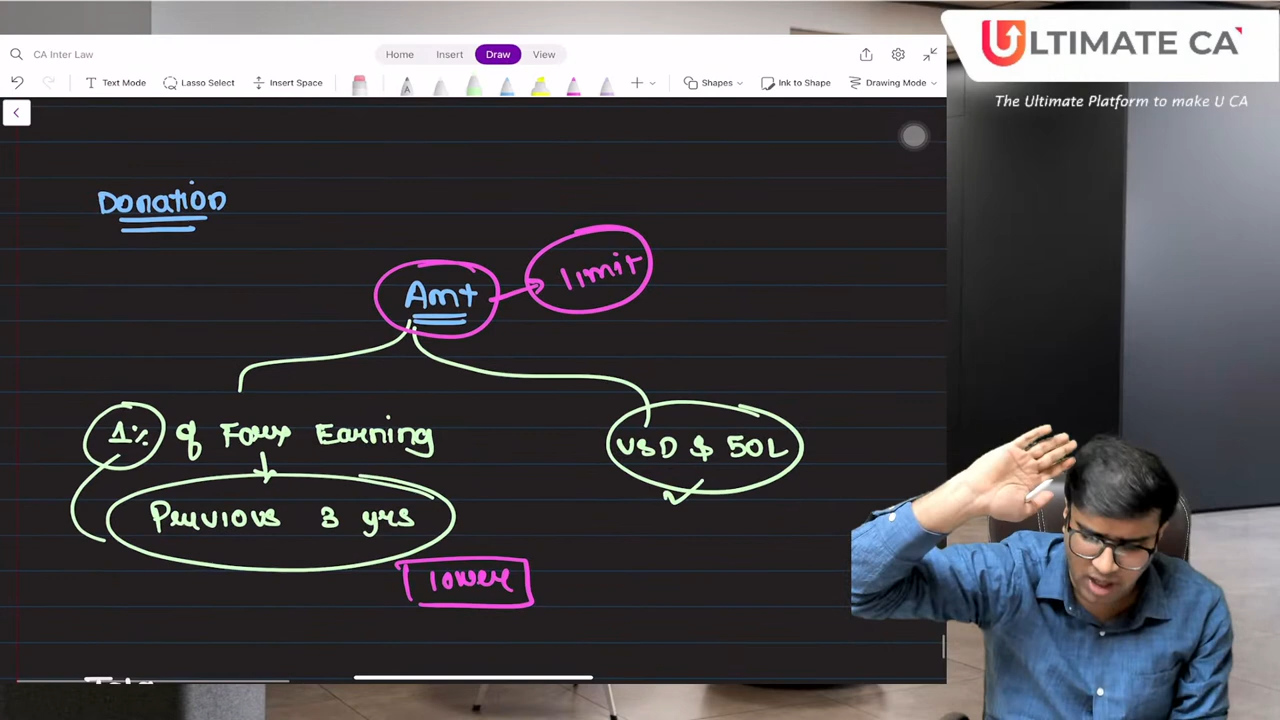 ULTIMATE CA
The Ultimate Platform to make U CA
CA Inter Law
Home Insert Draw View
Text Mode Lasso Select Insert Space Shapes Ink to Shape Drawing Mode
Donation
Amt limit
1% of Forex Earning
USD $ 50L
Previous 3 yrs
lower